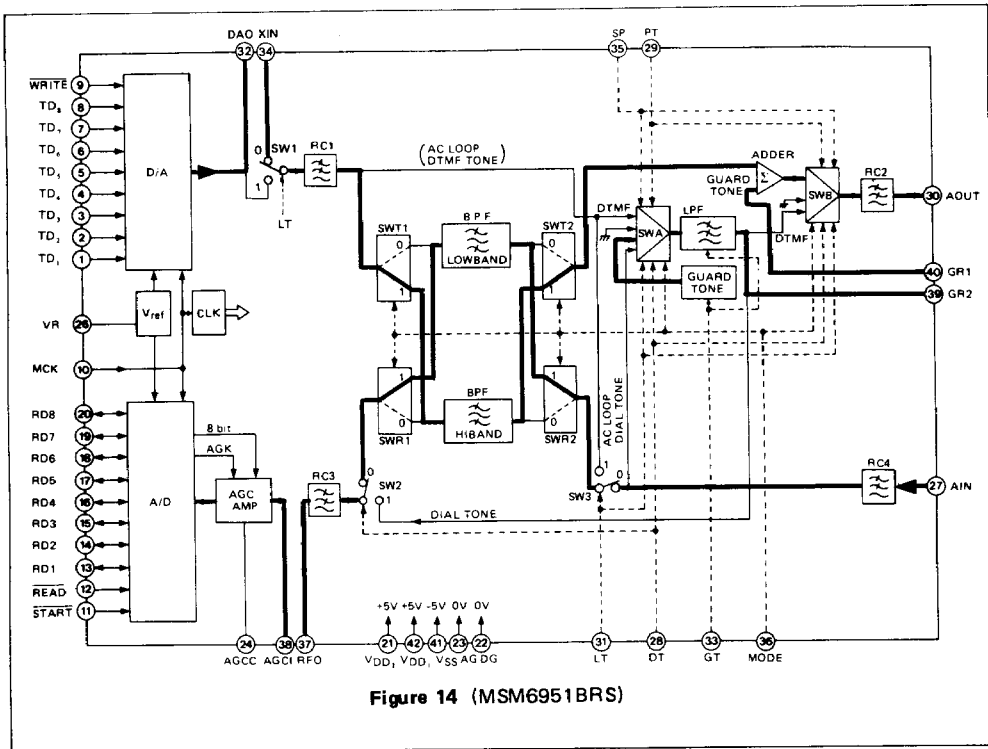 DAO XIN
32 34
SP PT
35 29
WRITE 9
TD₈ 8
TD₇ 7
TD₆ 6
TD₅ 5
TD₄ 4
TD₃ 3
TD₂ 2
TD₁ 1
D/A
0
SW1
1
LT
RC1
(AC LOOP
DTMF TONE)
SWT1
0
1
B P F
LOWBAND
SWT2
0
1
ADDER
Σ
GUARD
TONE
DTMF
SWA
LPF
DTMF
GUARD
TONE
SWB
RC2
30 AOUT
40 GR1
39 GR2
VR 26
Vref
CLK
MCK 10
SWR1
1
0
BPF
HIBAND
SWR2
1
0
AC LOOP
DIAL TONE
RD8 20
RD7 19
RD6 18
RD5 17
RD4 16
RD3 15
RD2 14
RD1 13
READ 12
START 11
A/D
8 bit
AGK
AGC
AMP
RC3
0
SW2
1
DIAL TONE
1
SW3
0
RC4
27 AIN
+5V +5V -5V 0V 0V
24 38 37 21 42 41 23 22 31 28 33 36
AGCC AGCI RFO VDD₂ VDD₁ VSS AG DG LT DT GT MODE
Figure 14 (MSM6951BRS)